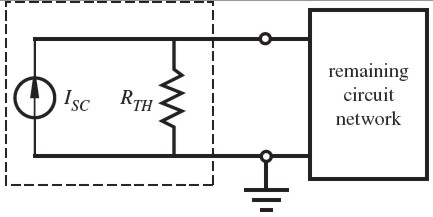 I_SC
R_TH
remaining
circuit
network